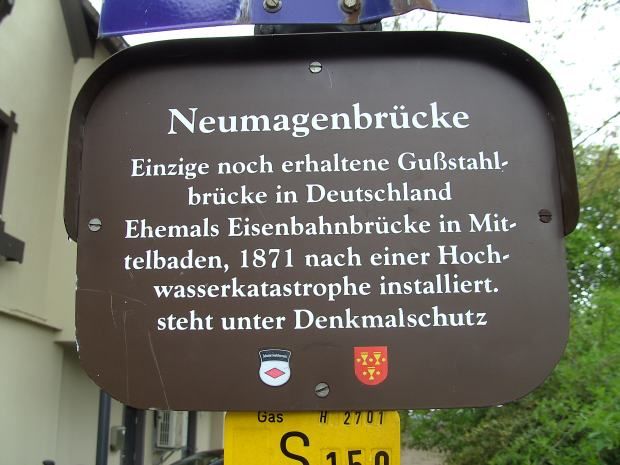 Neumagenbrücke
Einzige noch erhaltene Gußstahl-
brücke in Deutschland
Ehemals Eisenbahnbrücke in Mit-
telbaden, 1871 nach einer Hoch-
wasserkatastrophe installiert.
steht unter Denkmalschutz
Gas H 2701
S 150